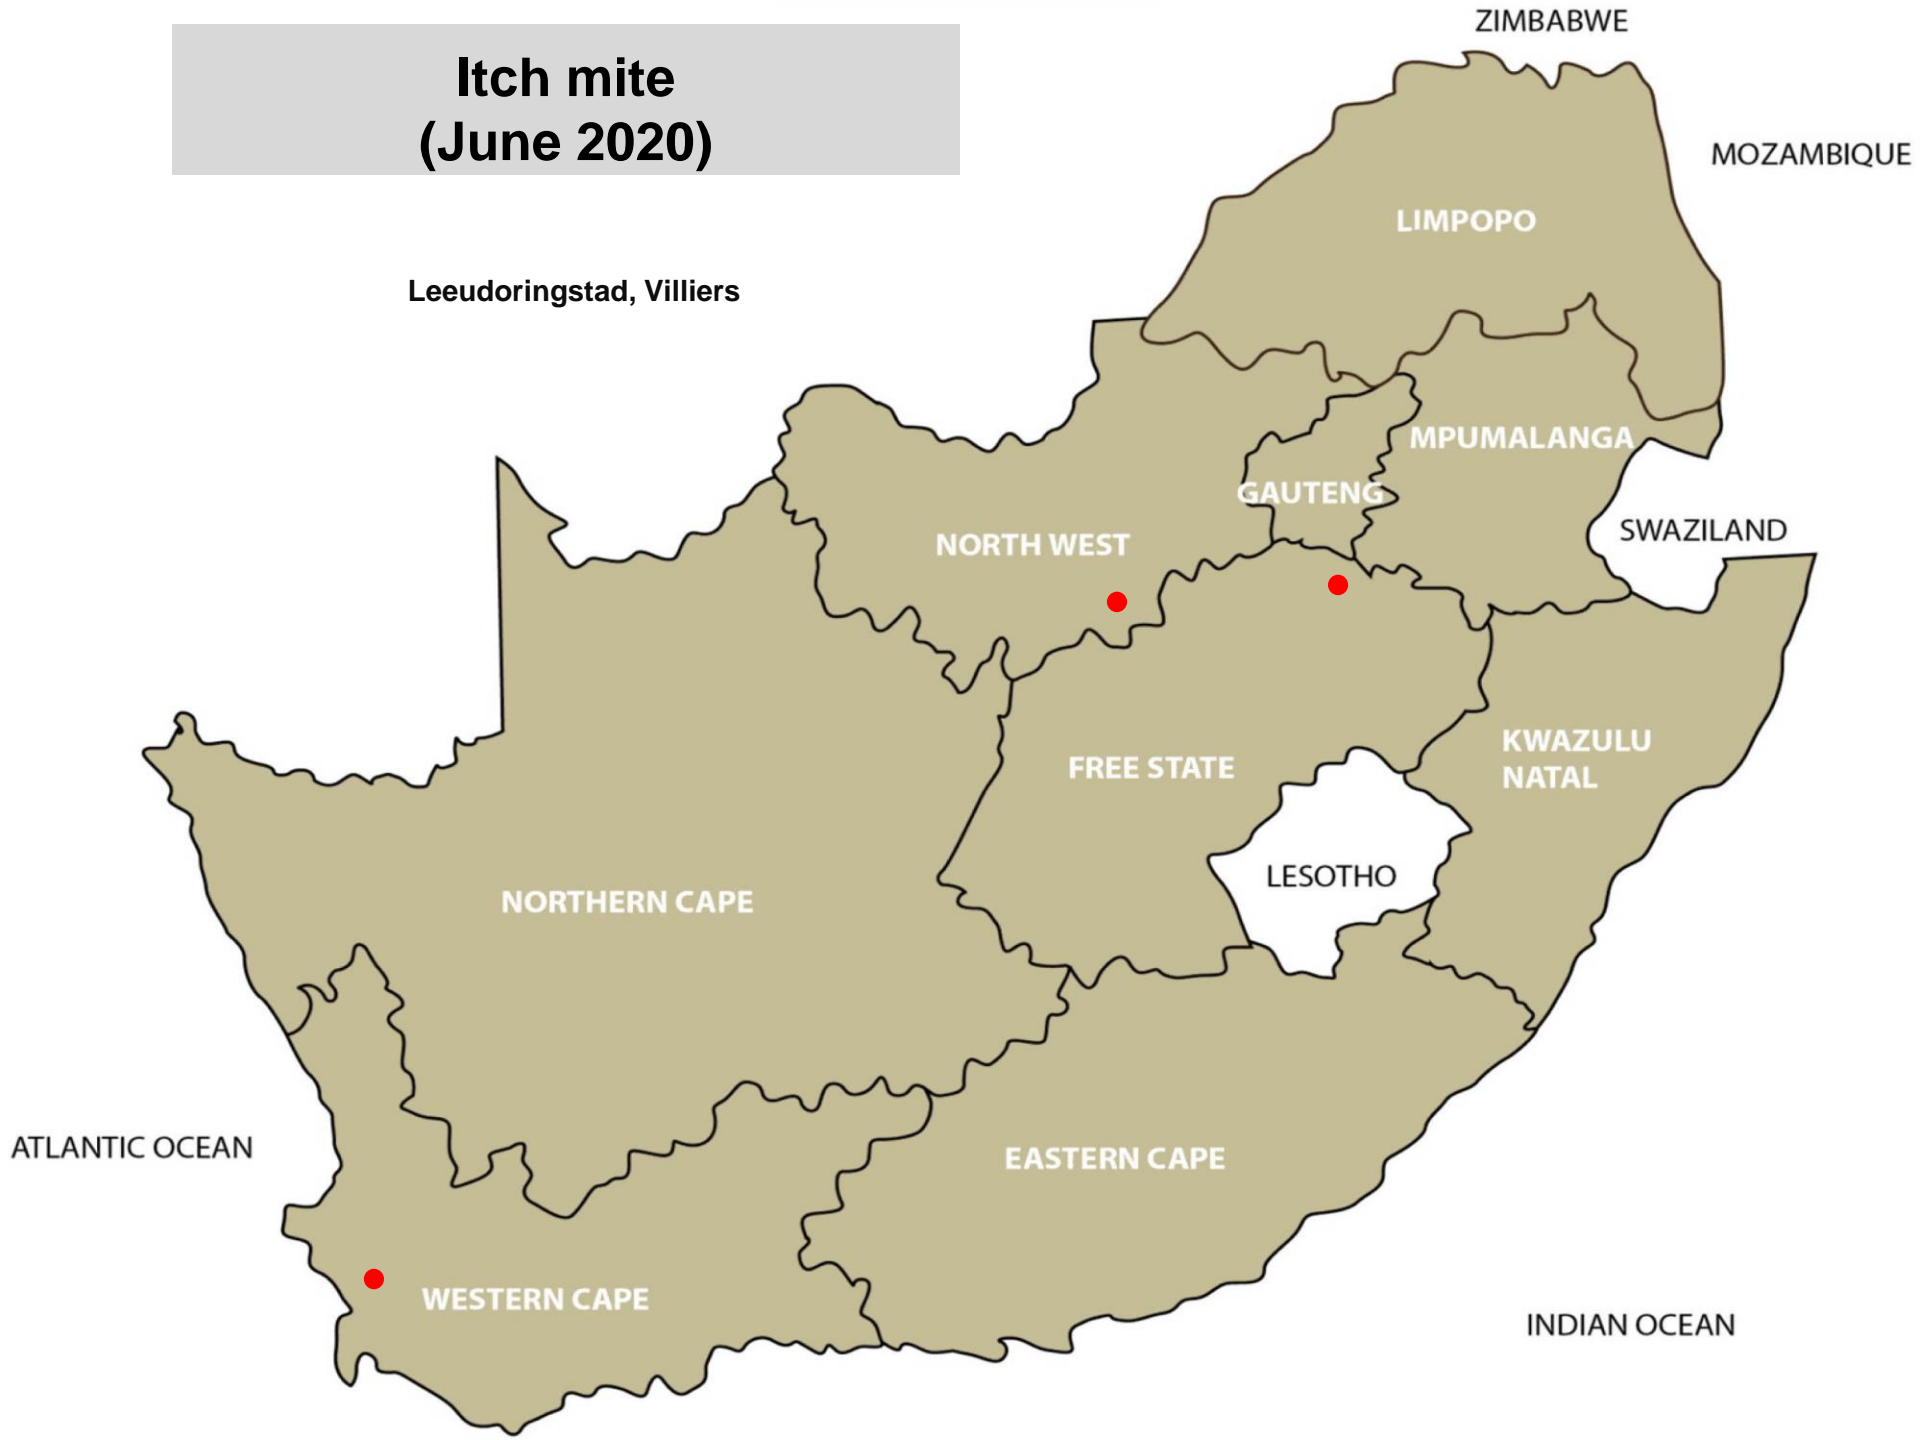 ZIMBABWE
Itch mite
(June 2020)
MOZAMBIQUE
LIMPOPO
Leeudoringstad, Villiers
MPUMALANGA
GAUTENG
SWAZILAND
NORTH WEST
KWAZULU
NATAL
FREE STATE
LESOTHO
NORTHERN CAPE
ATLANTIC OCEAN
EASTERN CAPE
WESTERN CAPE
INDIAN OCEAN